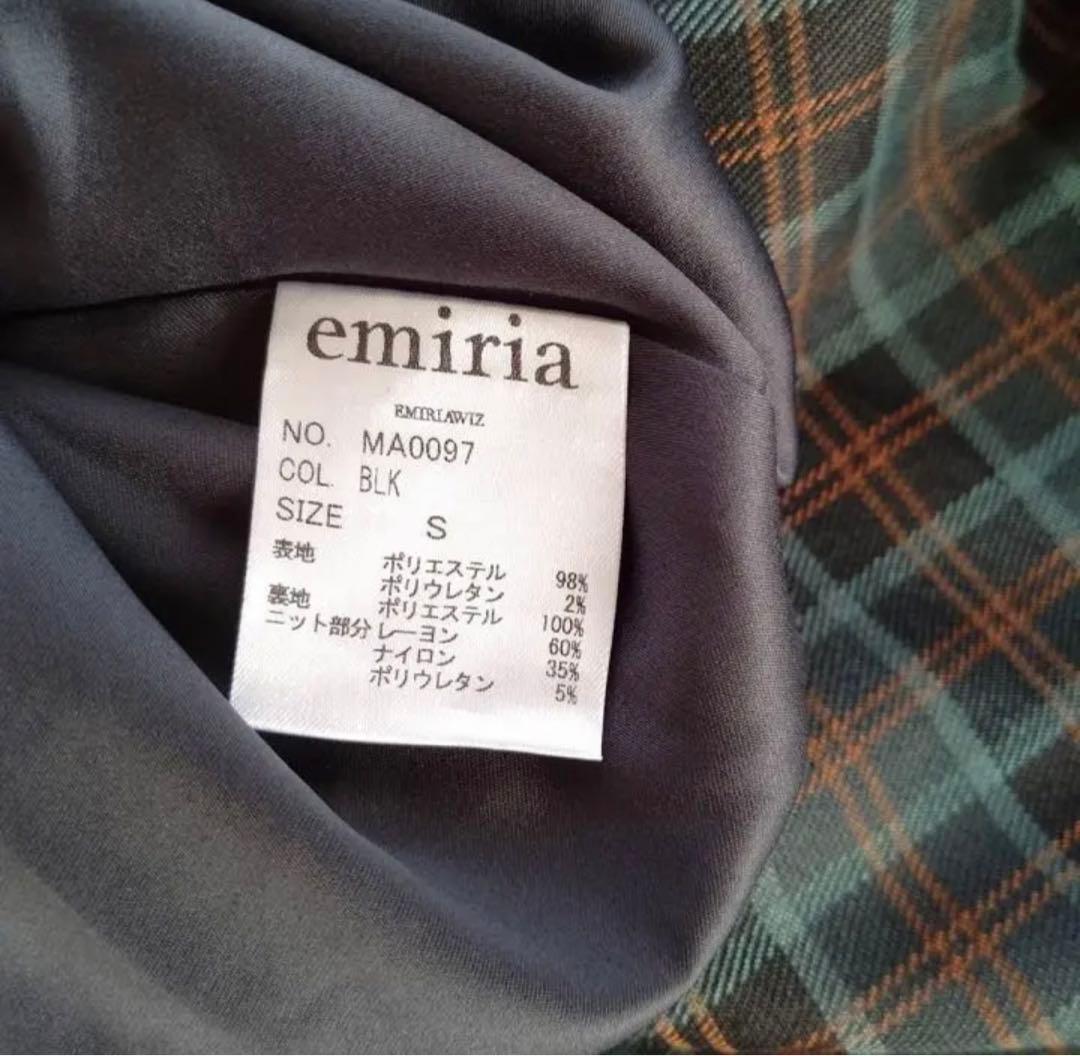 emiria
EMIRIAWIZ
NO. MA0097
COL. BLK
SIZE S
表地 ポリエステル 98%
ポリウレタン 2%
裏地 ポリエステル 100%
ニット部分 レーヨン 60%
ナイロン 35%
ポリウレタン 5%